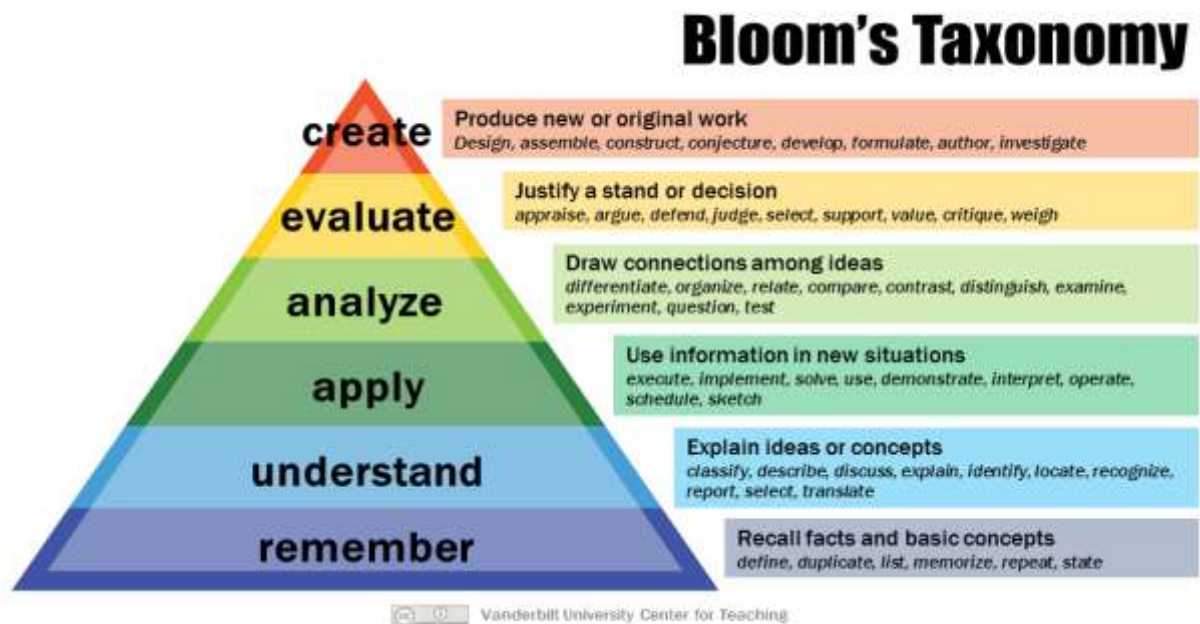 Bloom's Taxonomy
create
Produce new or original work
Design, assemble, construct, conjecture, develop, formulate, author, investigate
evaluate
Justify a stand or decision
appraise, argue, defend, judge, select, support, value, critique, weigh
analyze
Draw connections among ideas
differentiate, organize, relate, compare, contrast, distinguish, examine,
experiment, question, test
apply
Use information in new situations
execute, implement, solve, use, demonstrate, interpret, operate,
schedule, sketch
understand
Explain ideas or concepts
classify, describe, discuss, explain, identify, locate, recognize,
report, select, translate
remember
Recall facts and basic concepts
define, duplicate, list, memorize, repeat, state
cc Vanderbilt University Center for Teaching